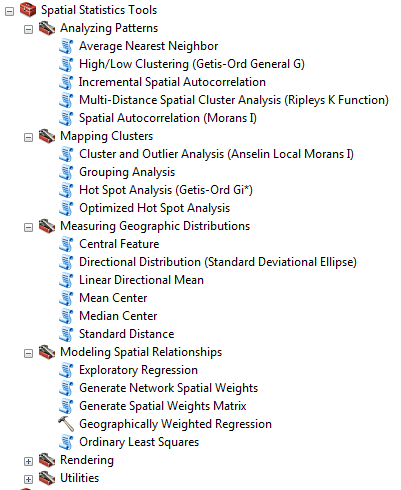 Spatial Statistics Tools
Analyzing Patterns
Average Nearest Neighbor
High/Low Clustering (Getis-Ord General G)
Incremental Spatial Autocorrelation
Multi-Distance Spatial Cluster Analysis (Ripleys K Function)
Spatial Autocorrelation (Morans I)
Mapping Clusters
Cluster and Outlier Analysis (Anselin Local Morans I)
Grouping Analysis
Hot Spot Analysis (Getis-Ord Gi*)
Optimized Hot Spot Analysis
Measuring Geographic Distributions
Central Feature
Directional Distribution (Standard Deviational Ellipse)
Linear Directional Mean
Mean Center
Median Center
Standard Distance
Modeling Spatial Relationships
Exploratory Regression
Generate Network Spatial Weights
Generate Spatial Weights Matrix
Geographically Weighted Regression
Ordinary Least Squares
Rendering
Utilities